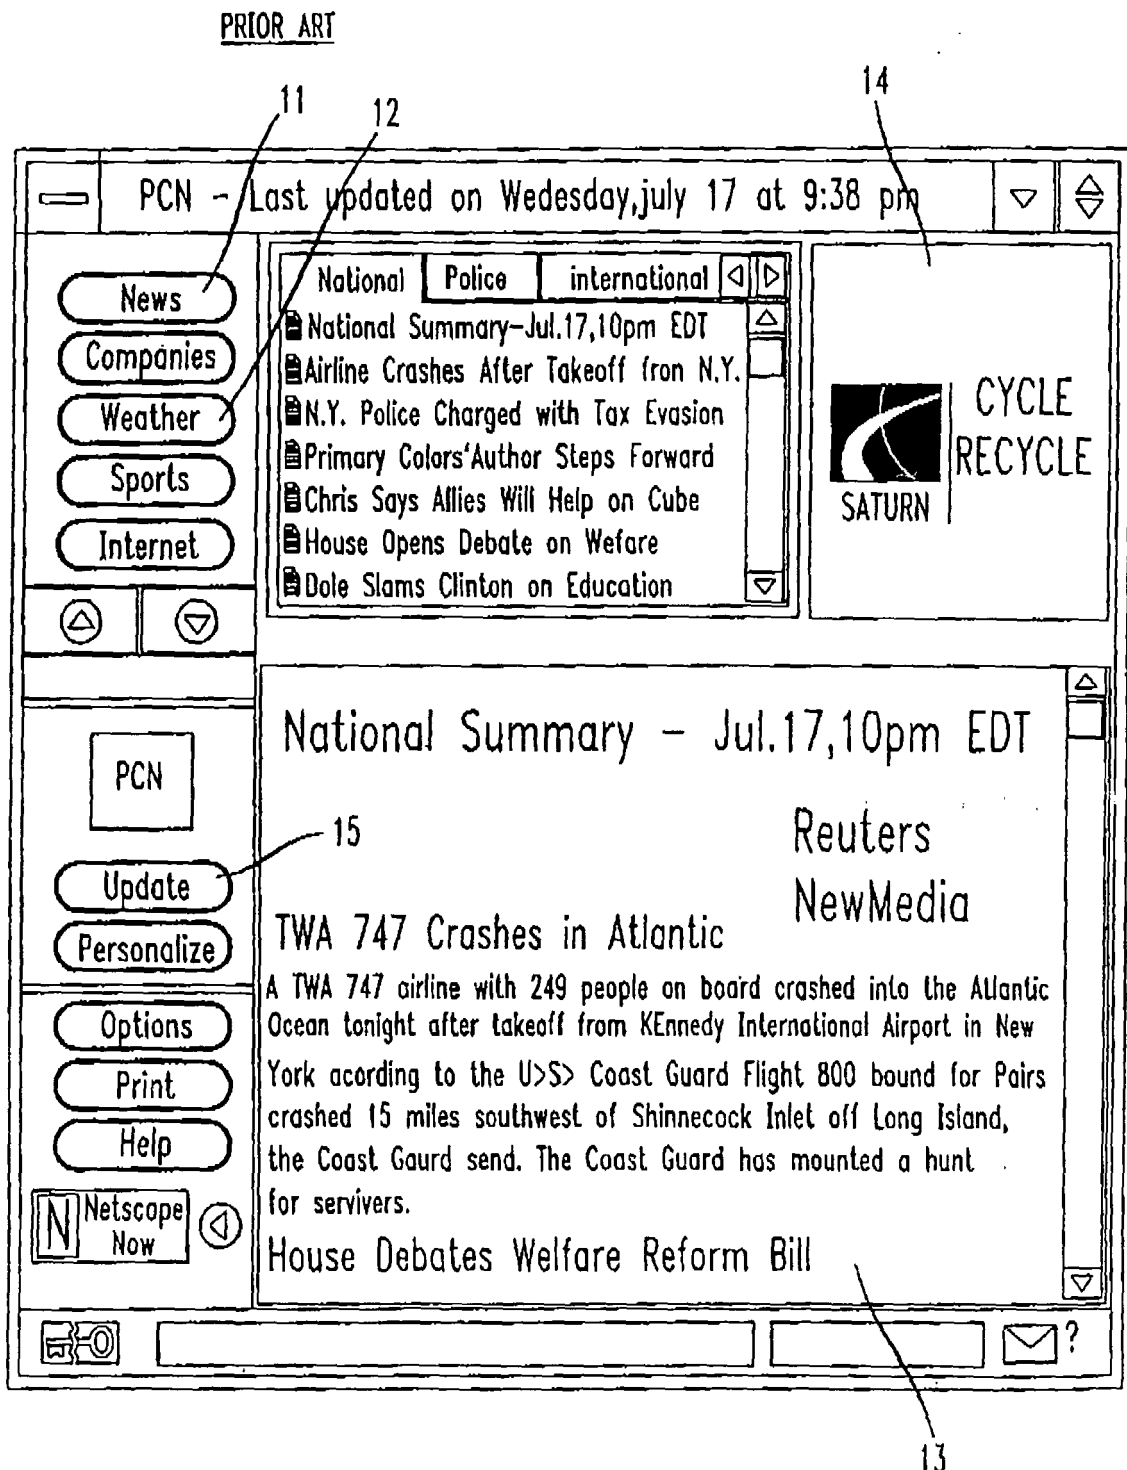 PRIOR ART
11
12
14
PCN - Last updated on Wedesday,july 17 at 9:38 pm
News
Companies
Weather
Sports
Internet
National Police international
National Summary-Jul.17,10pm EDT
Airline Crashes After Takeoff fron N.Y.
N.Y. Police Charged with Tax Evasion
Primary Colors'Author Steps Forward
Chris Says Allies Will Help on Cube
House Opens Debate on Wefare
Dole Slams Clinton on Education
SATURN
CYCLE
RECYCLE
PCN
15
Update
Personalize
Options
Print
Help
N Netscape
Now
National Summary - Jul.17,10pm EDT
Reuters
NewMedia
TWA 747 Crashes in Atlantic
A TWA 747 airline with 249 people on board crashed into the Atlantic
Ocean tonight after takeoff from KEnnedy International Airport in New
York acording to the U>S> Coast Guard Flight 800 bound for Pairs
crashed 15 miles southwest of Shinnecock Inlet off Long Island,
the Coast Gaurd send. The Coast Guard has mounted a hunt
for servivers.
House Debates Welfare Reform Bill
?
13